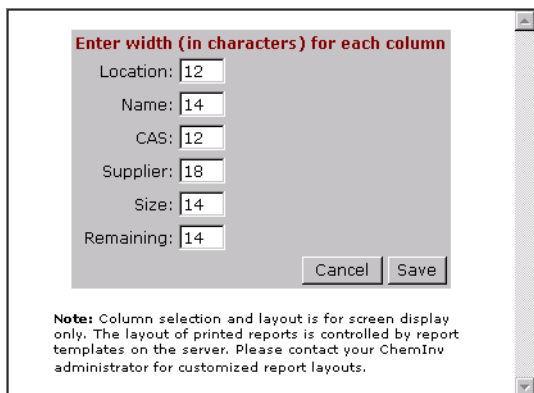 Enter width (in characters) for each column
Location: 12
Name: 14
CAS: 12
Supplier: 18
Size: 14
Remaining: 14
Cancel Save
Note: Column selection and layout is for screen display
only. The layout of printed reports is controlled by report
templates on the server. Please contact your ChemInv
administrator for customized report layouts.